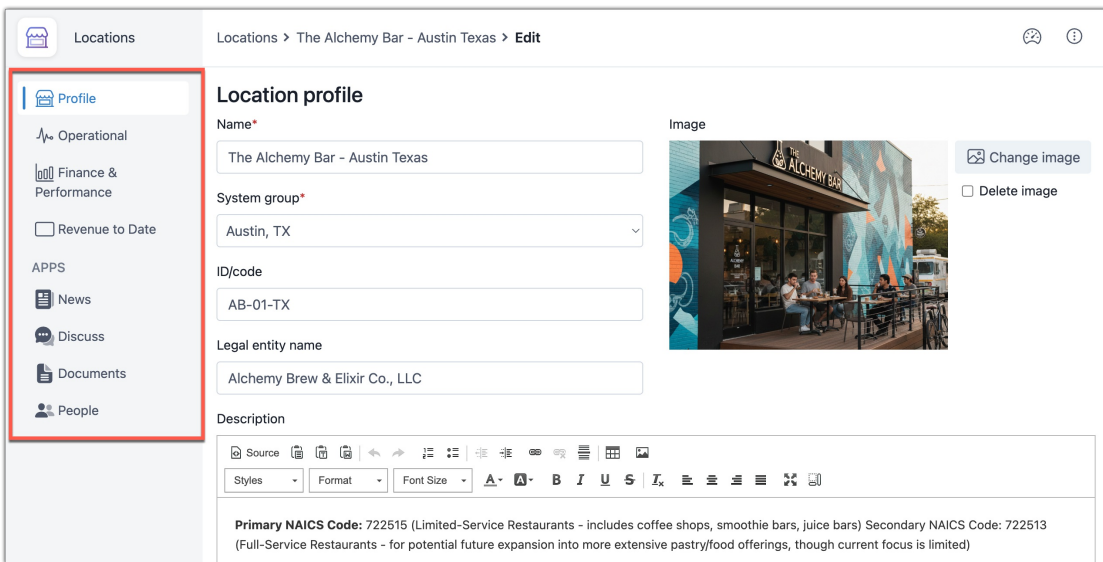 Locations
Locations > The Alchemy Bar - Austin Texas > Edit
Profile
Operational
Finance &
Performance
Revenue to Date
APPS
News
Discuss
Documents
People
Location profile
Name*
The Alchemy Bar - Austin Texas
System group*
Austin, TX
ID/code
AB-01-TX
Legal entity name
Alchemy Brew & Elixir Co., LLC
Image
THE
ALCHEMY BAR
ALCHEMY
BAR
Change image
Delete image
Description
Source
Styles Format Font Size A A B I U S Tx
Primary NAICS Code: 722515 (Limited-Service Restaurants - includes coffee shops, smoothie bars, juice bars) Secondary NAICS Code: 722513
(Full-Service Restaurants - for potential future expansion into more extensive pastry/food offerings, though current focus is limited)